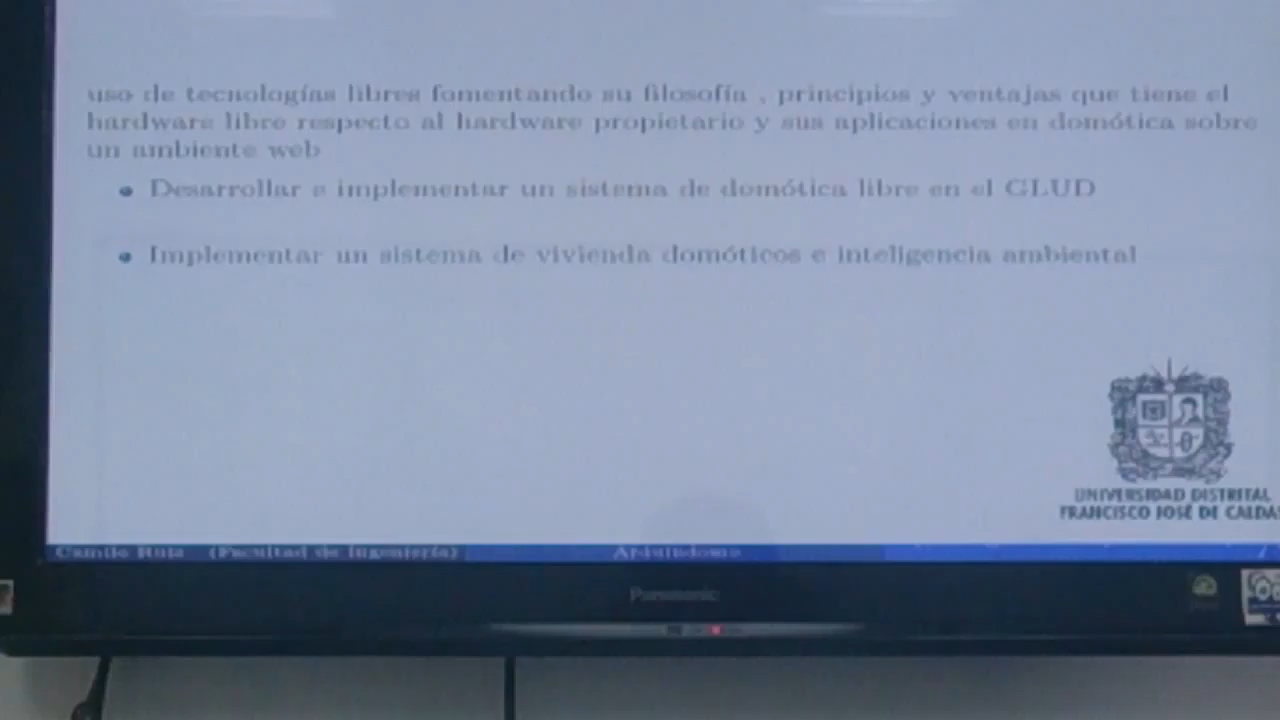 uso de tecnologías libres fomentando su filosofía , principios y ventajas que tiene el
hardware libre respecto al hardware propietario y sus aplicaciones en domótica sobre
un ambiente web
Desarrollar e implementar un sistema de domótica libre en el GLUD
Implementar un sistema de vivienda domóticos e inteligencia ambiental
UNIVERSIDAD DISTRITAL
FRANCISCO JOSÉ DE CALDAS
Camilo Ruiz (Facultad de Ingeniería) Arduindomo
Panasonic